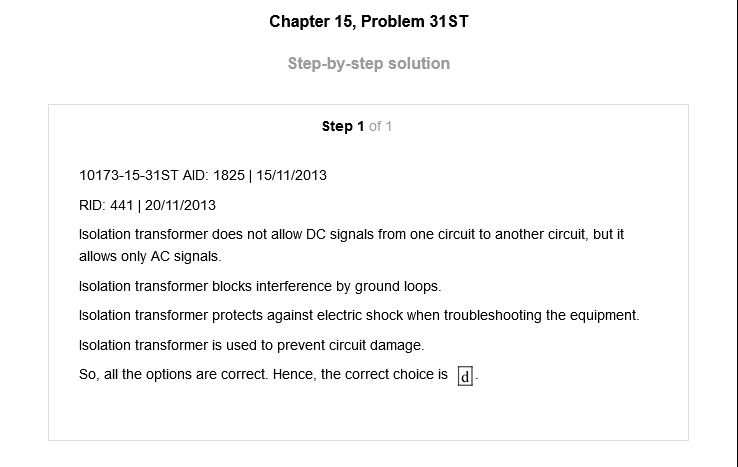 Chapter 15, Problem 31ST
Step-by-step solution
Step 1 of 1
10173-15-31ST AID: 1825 | 15/11/2013
RID: 441 | 20/11/2013
Isolation transformer does not allow DC signals from one circuit to another circuit, but it
allows only AC signals.
Isolation transformer blocks interference by ground loops.
Isolation transformer protects against electric shock when troubleshooting the equipment.
Isolation transformer is used to prevent circuit damage.
So, all the options are correct. Hence, the correct choice is d.